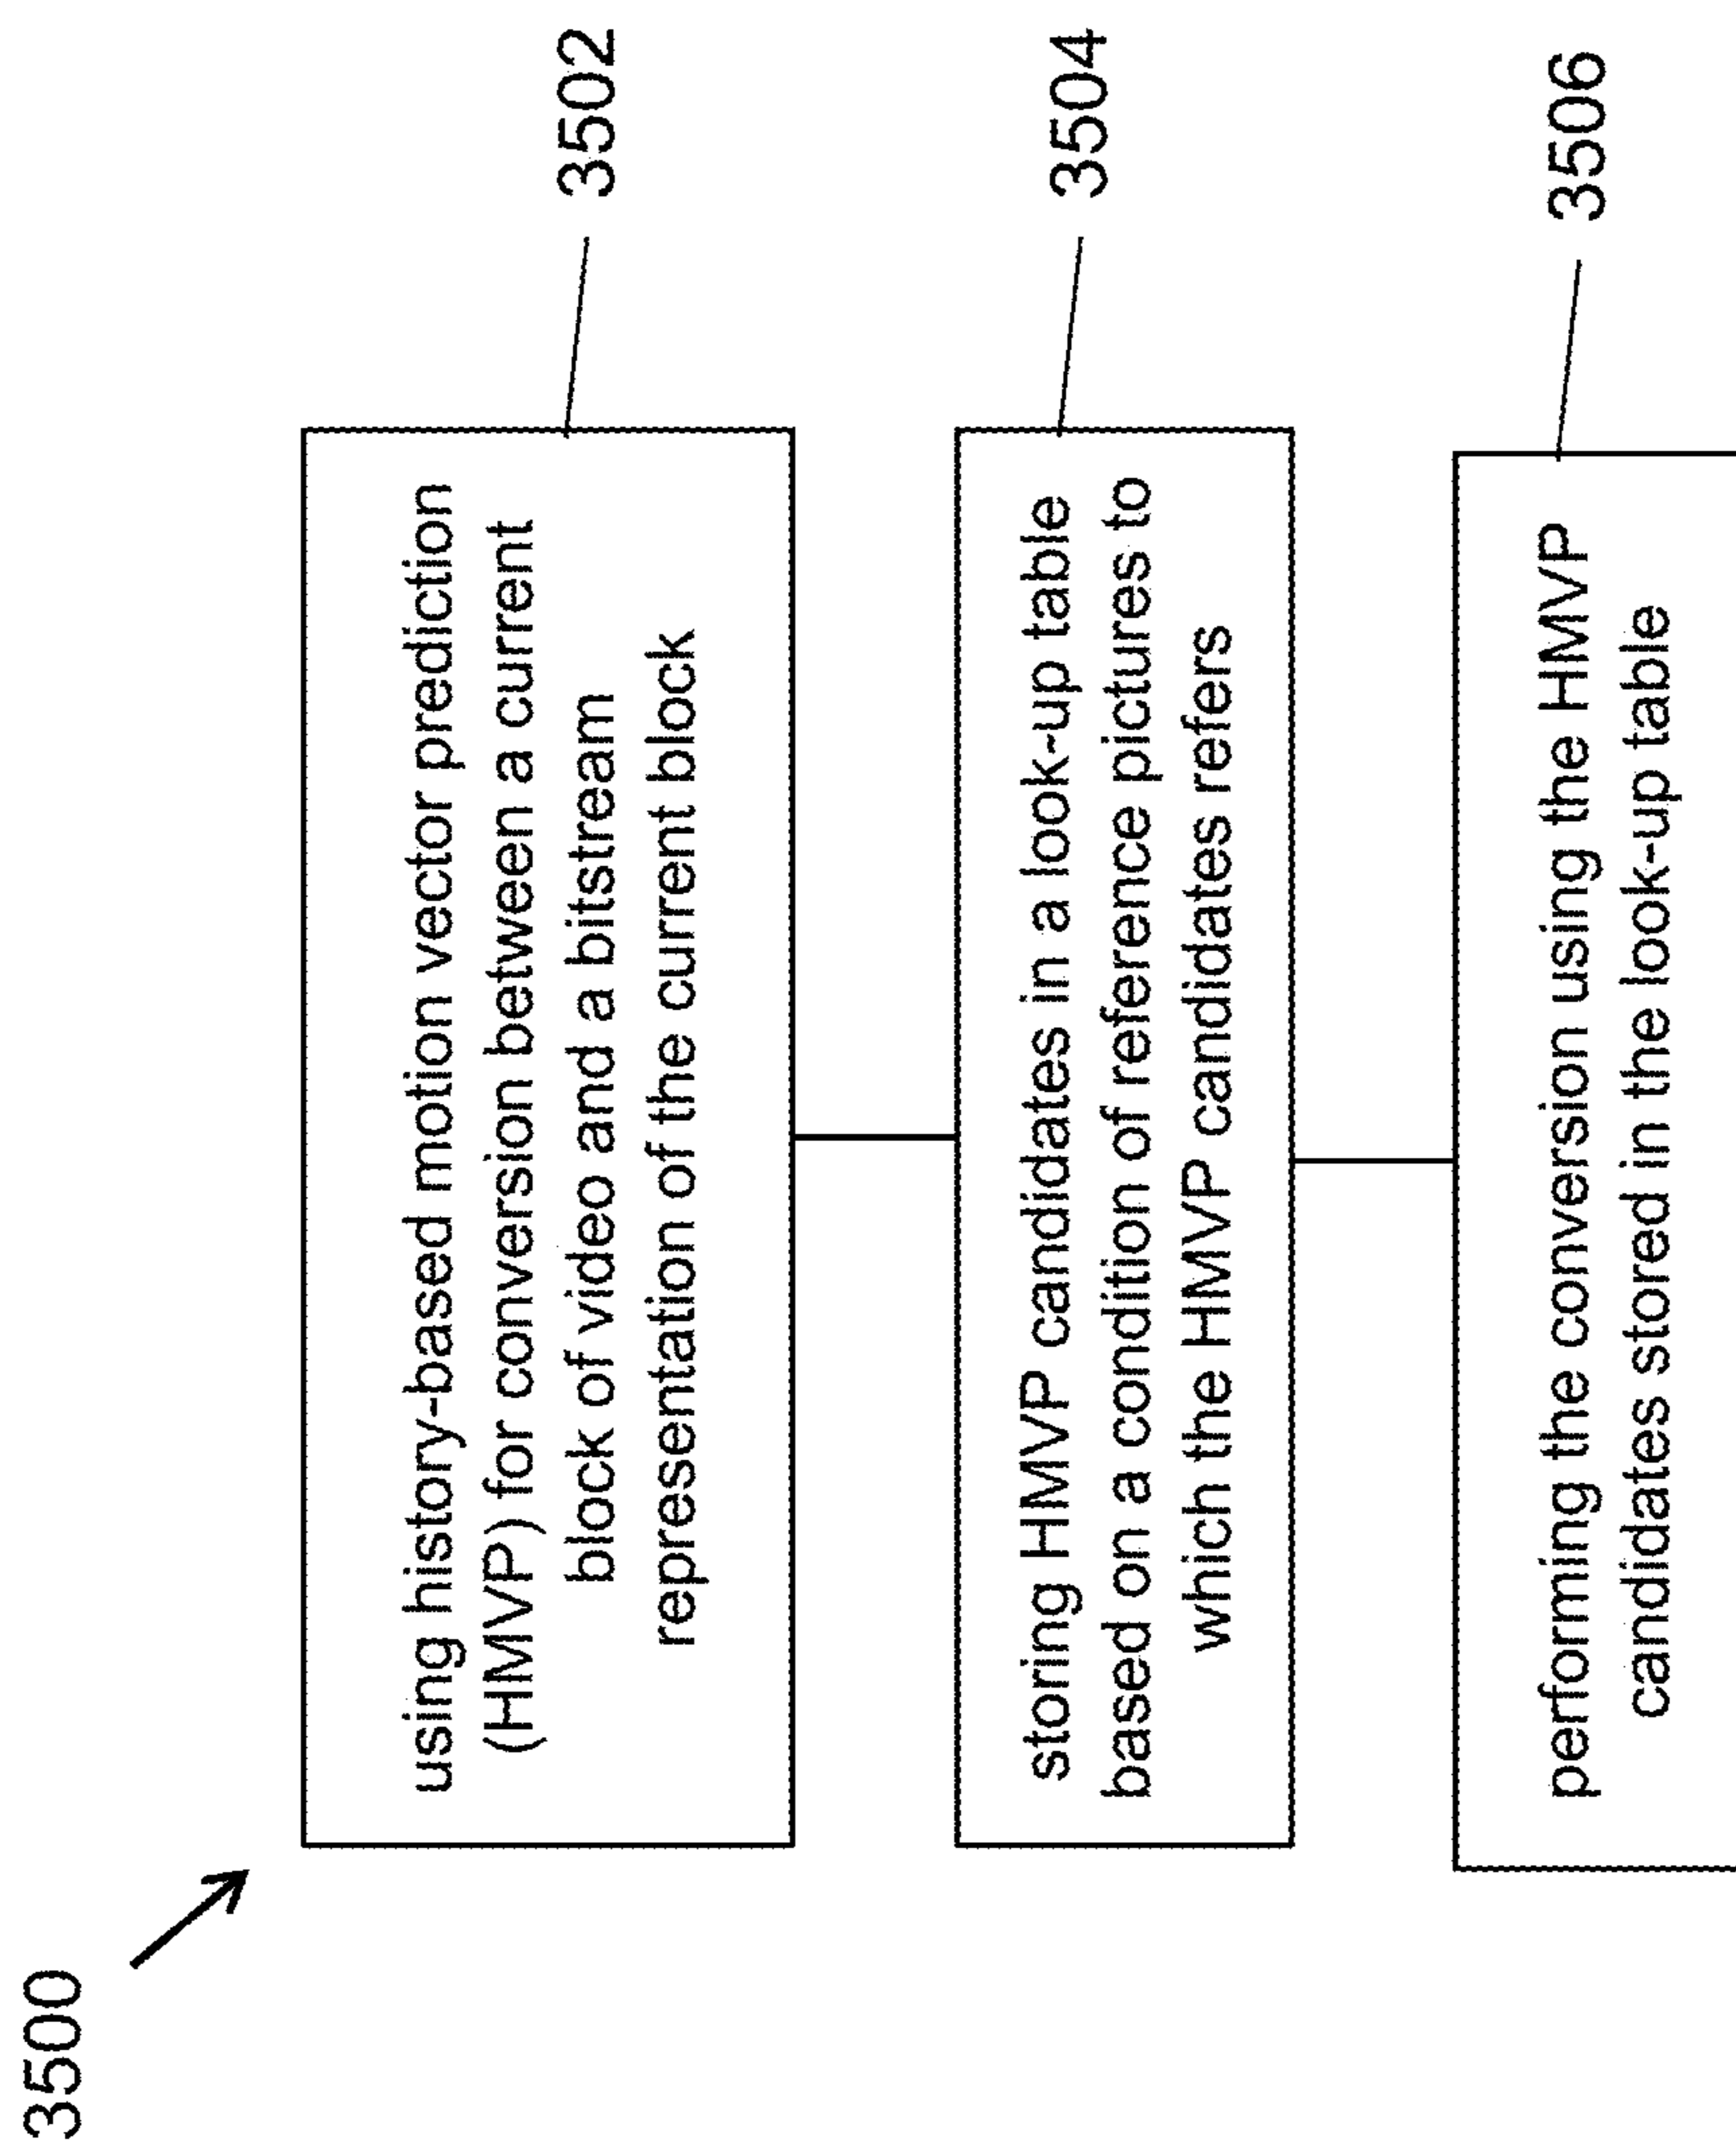 3500
using history-based motion vector prediction
(HMVP) for conversion between a current
block of video and a bitstream
representation of the current block
3502
storing HMVP candidates in a look-up table
based on a condition of reference pictures to
which the HMVP candidates refers
3504
performing the conversion using the HMVP
candidates stored in the look-up table
3506